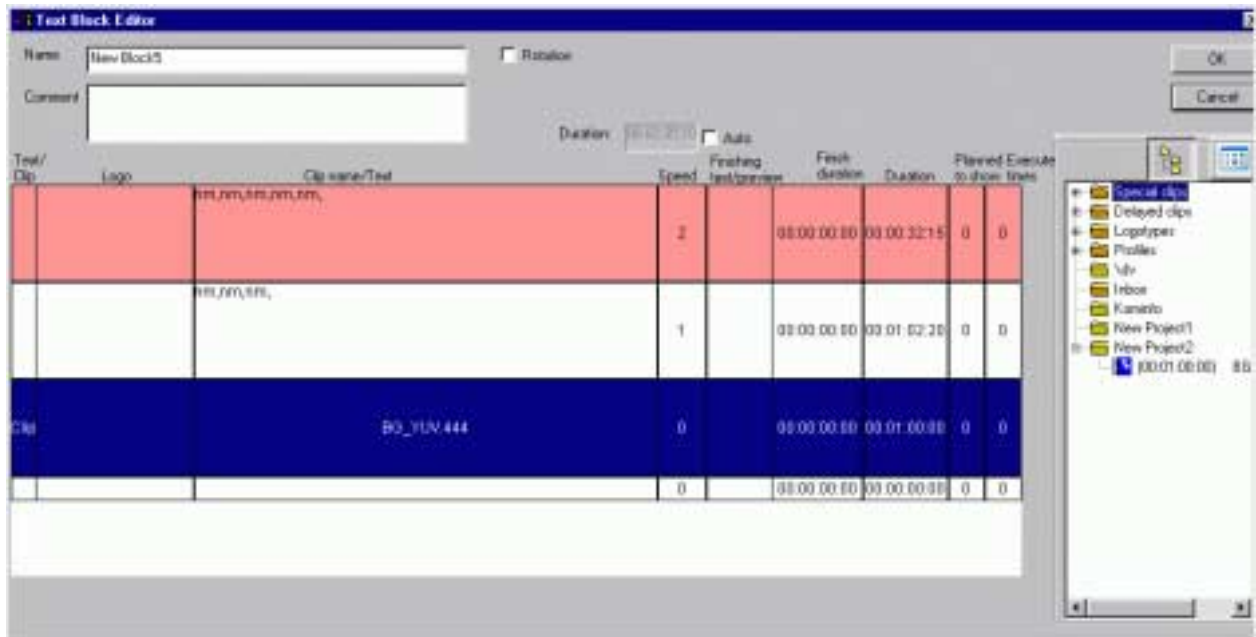 Text Block Editor
Name New Block5 Rotation OK
Comment Cancel
Duration Auto
Text/ Clip Logo Clip name/Text Speed Finishing text/preview Finish duration Duration Planned to show Execute times
nm,nm,nm,nm,nm, 2 00:00:00:00 00:00:32:15 0 0
nm,nm,nm, 1 00:00:00:00 00:01:02:20 0 0
Clip BG_YUV.444 0 00:00:00:00 00:01:00:00 0 0
0 00:00:00:00 00:00:00:00 0 0
Special clips
Delayed clips
Logotypes
Profiles
Inbox
Kaminfo
New Project1
New Project2
(00:01:00:00)